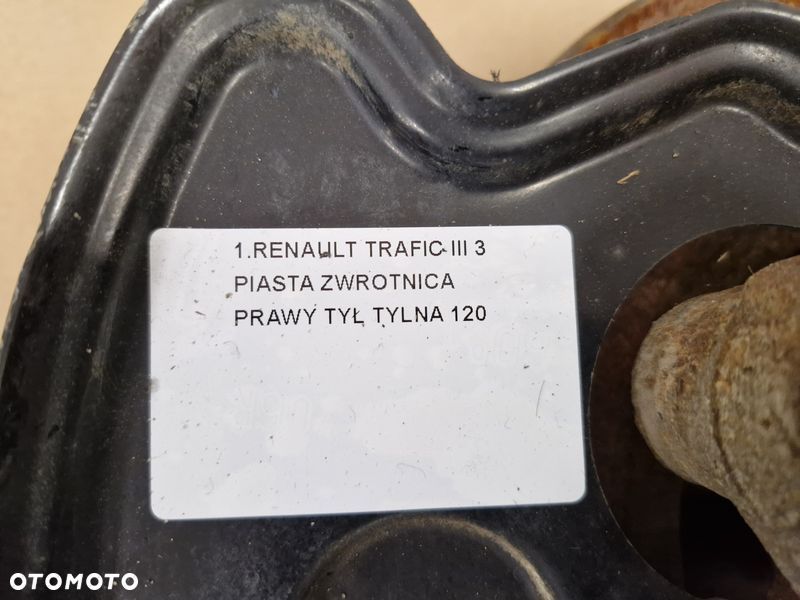 1.RENAULT TRAFIC III 3
PIASTA ZWROTNICA
PRAWY TYŁ TYLNA 120
OTOMOTO